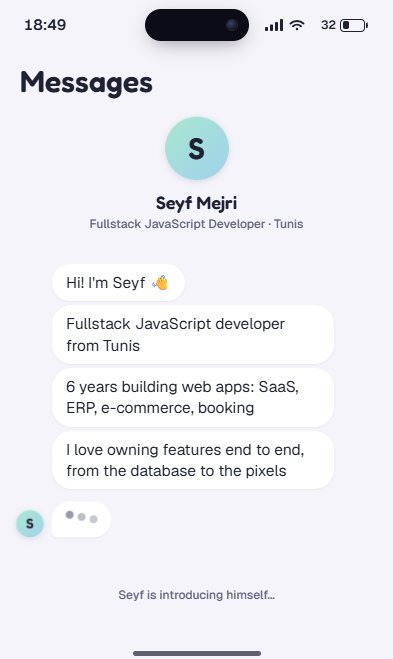 18:49
32
Messages
S
Seyf Mejri
Fullstack JavaScript Developer · Tunis
Hi! I'm Seyf 👋
Fullstack JavaScript developer
from Tunis
6 years building web apps: SaaS,
ERP, e-commerce, booking
I love owning features end to end,
from the database to the pixels
S
Seyf is introducing himself...